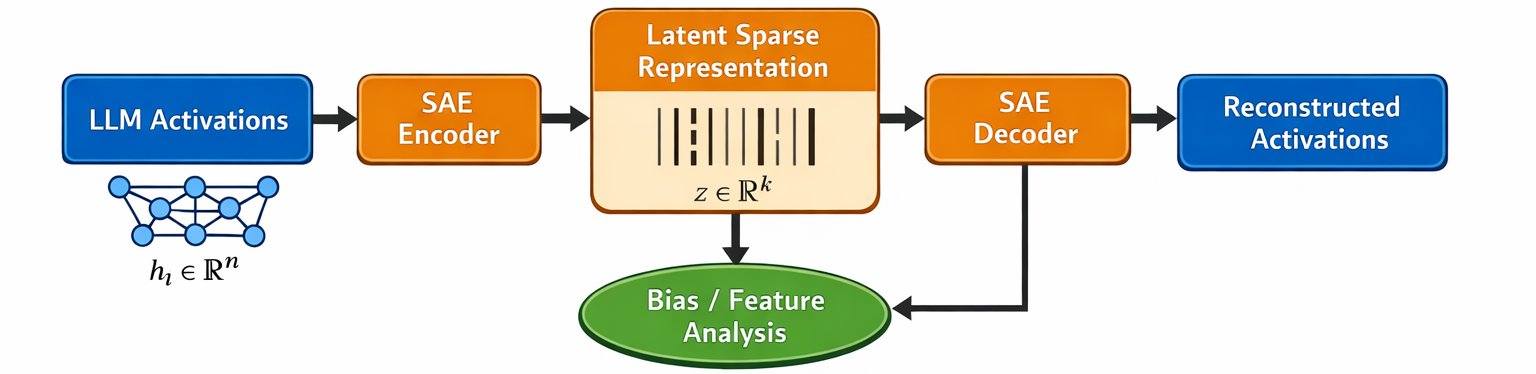 LLM Activations
h_l ∈ ℝ^n
SAE
Encoder
Latent Sparse
Representation
z ∈ ℝ^k
SAE
Decoder
Reconstructed
Activations
Bias / Feature
Analysis